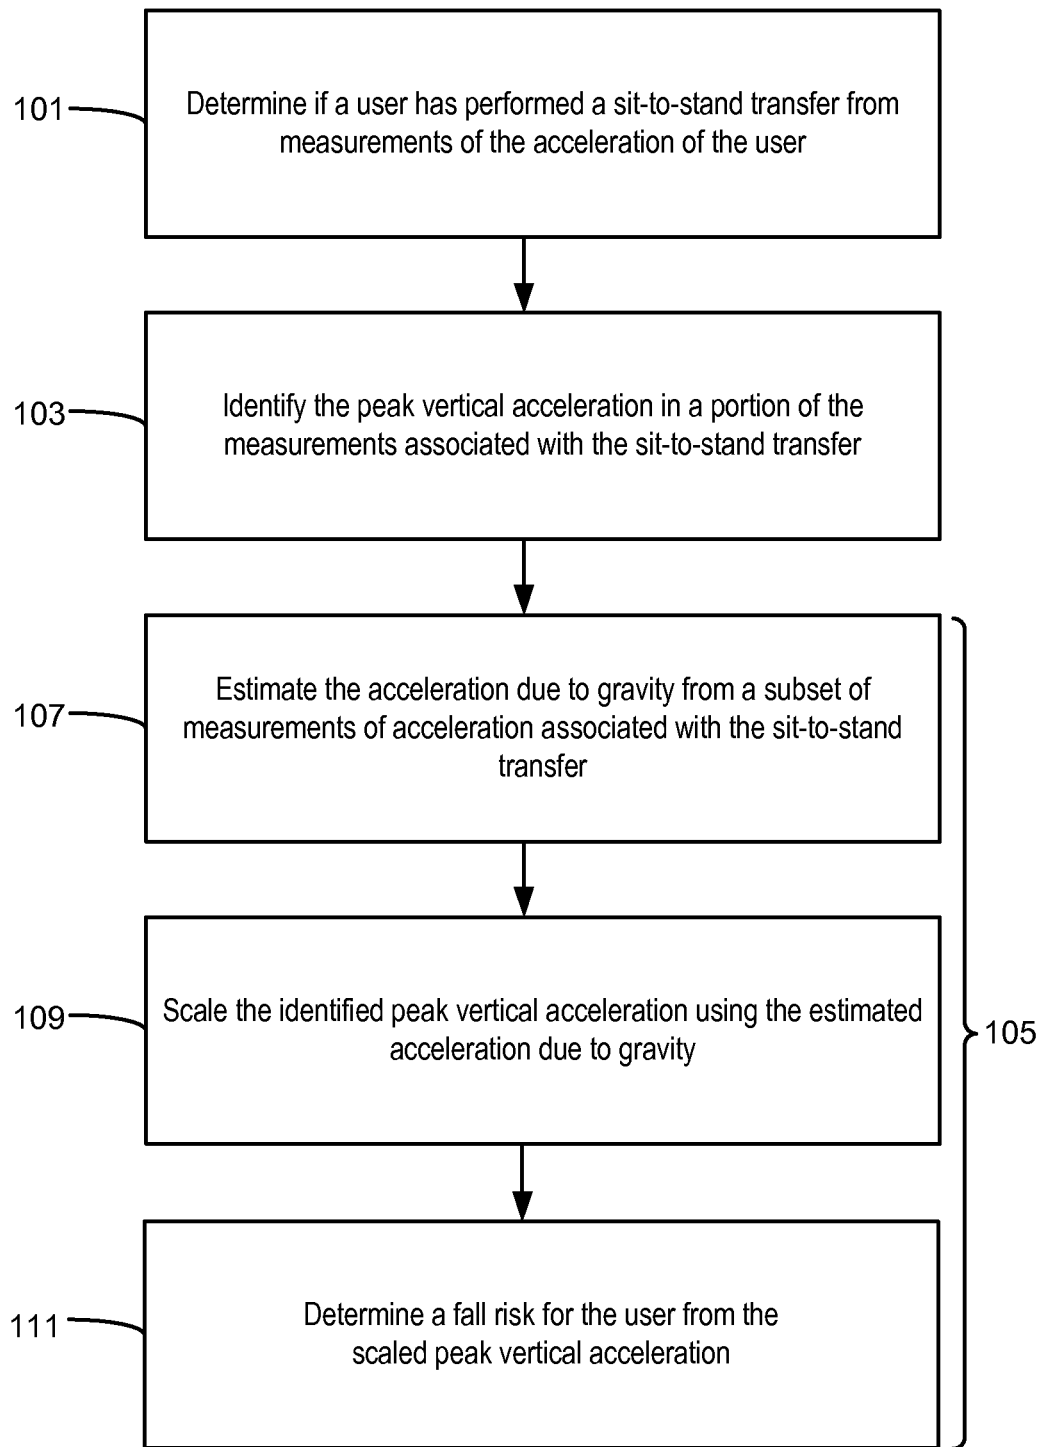 101
Determine if a user has performed a sit-to-stand transfer from
measurements of the acceleration of the user
103
Identify the peak vertical acceleration in a portion of the
measurements associated with the sit-to-stand transfer
107
Estimate the acceleration due to gravity from a subset of
measurements of acceleration associated with the sit-to-stand
transfer
109
Scale the identified peak vertical acceleration using the estimated
acceleration due to gravity
105
111
Determine a fall risk for the user from the
scaled peak vertical acceleration